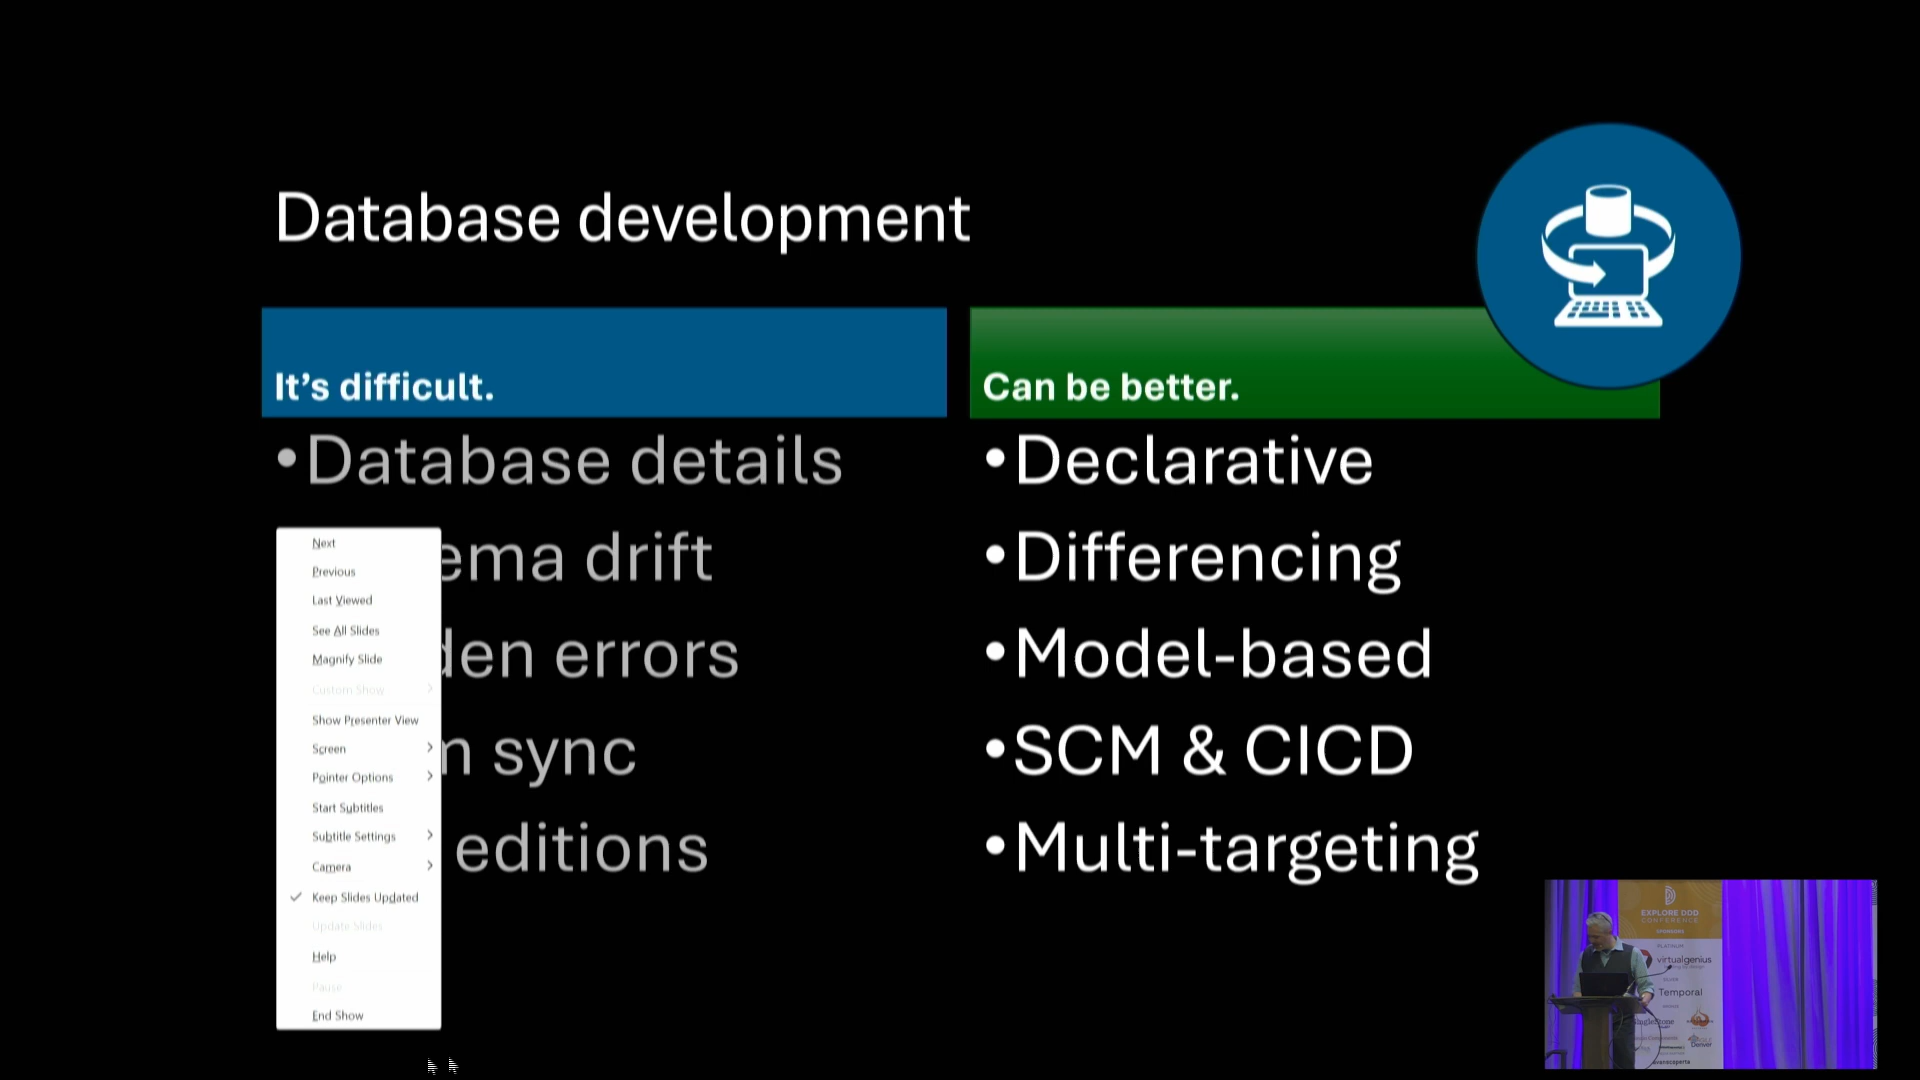 Database development
It's difficult.
Can be better.
•Database details
ema drift
den errors
sync
editions
•Declarative
•Differencing
•Model-based
•SCM & CICD
•Multi-targeting
Next
Previous
Last Viewed
See All Slides
Magnify Slide
Custom Show
Show Presenter View
Screen
Pointer Options
Start Subtitles
Subtitle Settings
Camera
Keep Slides Updated
Update Slides
Help
Pause
End Show
EXPLORE DDD
CONFERENCE
SPONSORS
PLATINUM
virtualgenius
Temporal